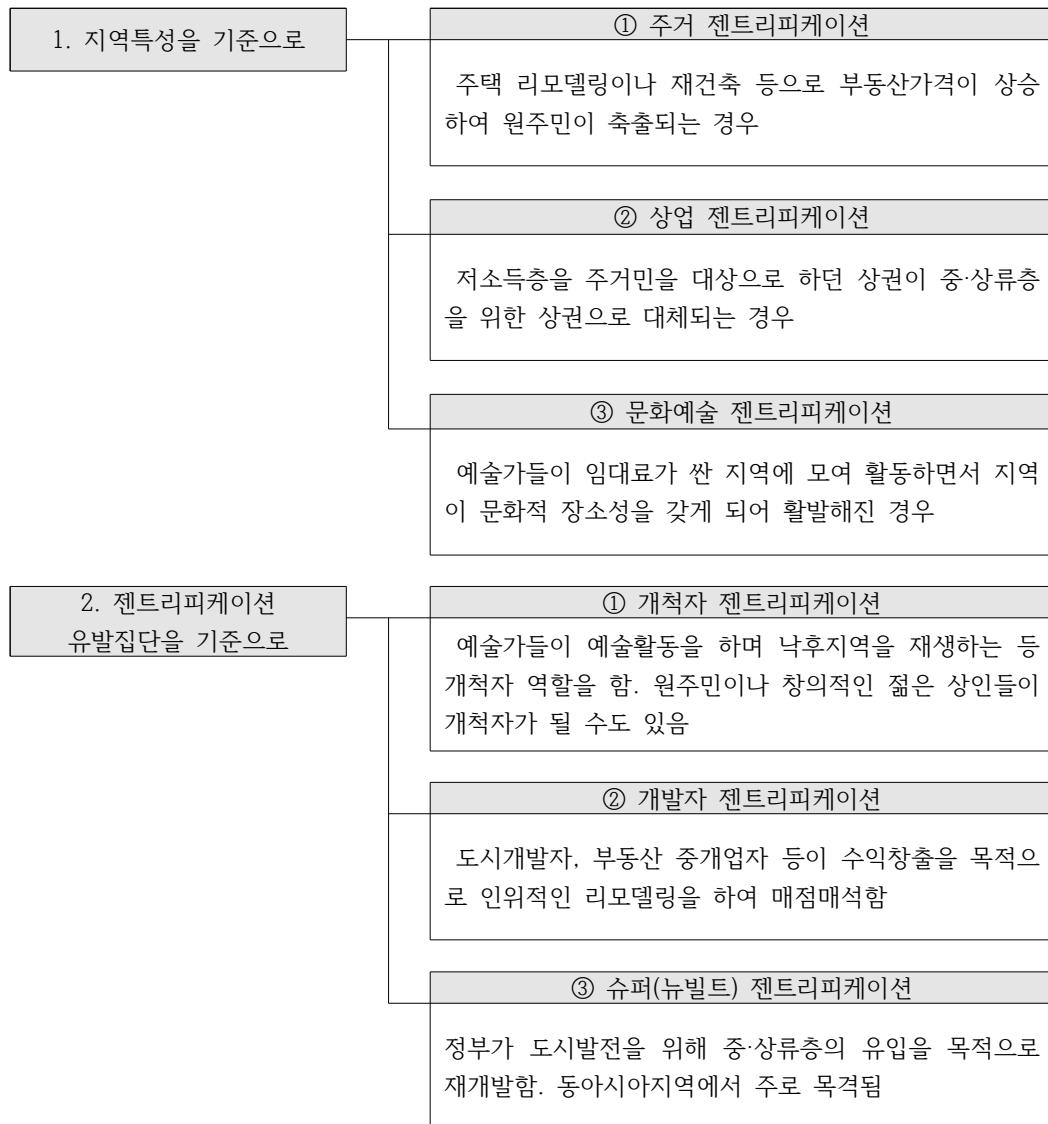 1. 지역특성을 기준으로
① 주거 젠트리피케이션
주택 리모델링이나 재건축 등으로 부동산가격이 상승
하여 원주민이 축출되는 경우
② 상업 젠트리피케이션
저소득층을 주거민을 대상으로 하던 상권이 중·상류층
을 위한 상권으로 대체되는 경우
③ 문화예술 젠트리피케이션
예술가들이 임대료가 싼 지역에 모여 활동하면서 지역
이 문화적 장소성을 갖게 되어 활발해진 경우
2. 젠트리피케이션
유발집단을 기준으로
① 개척자 젠트리피케이션
예술가들이 예술활동을 하며 낙후지역을 재생하는 등
개척자 역할을 함. 원주민이나 창의적인 젊은 상인들이
개척자가 될 수도 있음
② 개발자 젠트리피케이션
도시개발자, 부동산 중개업자 등이 수익창출을 목적으
로 인위적인 리모델링을 하여 매점매석함
③ 슈퍼(뉴빌트) 젠트리피케이션
정부가 도시발전을 위해 중·상류층의 유입을 목적으로
재개발함. 동아시아지역에서 주로 목격됨